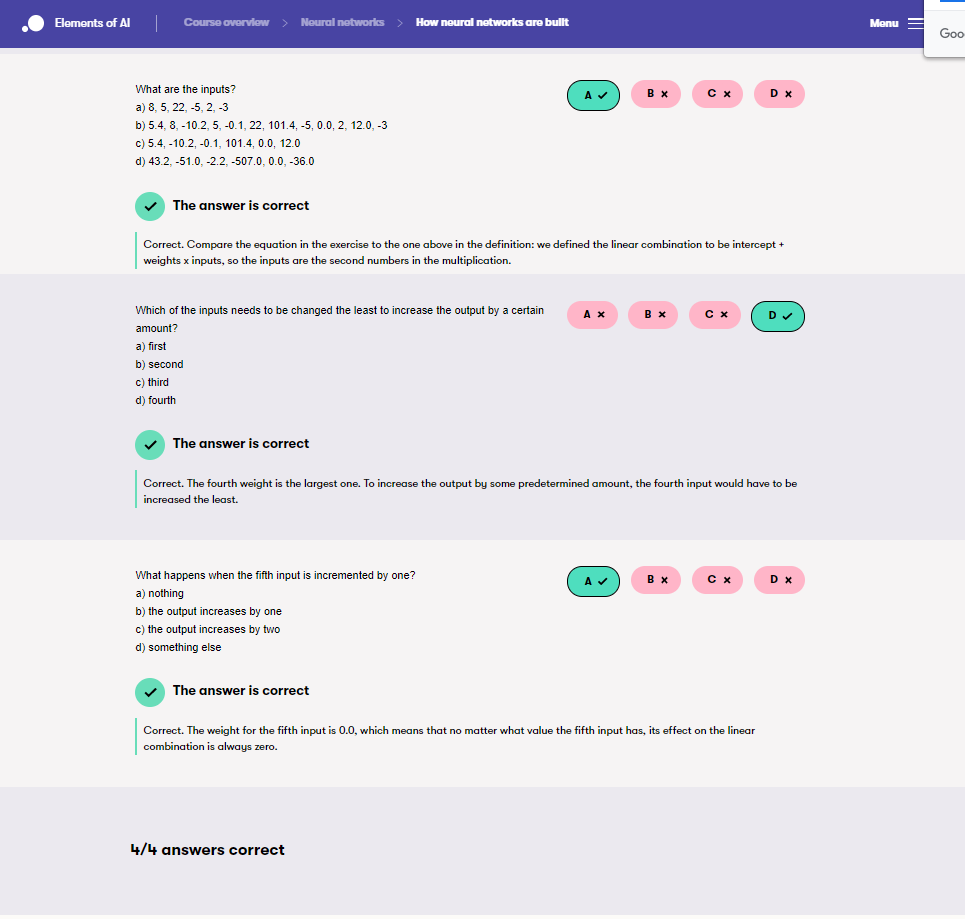 Elements of AI
Course overview > Neural networks > How neural networks are built
Menu
Goo
What are the inputs?
a) 8, 5, 22, -5, 2, -3
b) 5.4, 8, -10.2, 5, -0.1, 22, 101.4, -5, 0.0, 2, 12.0, -3
c) 5.4, -10.2, -0.1, 101.4, 0.0, 12.0
d) 43.2, -51.0, -2.2, -507.0, 0.0, -36.0
A ✓ B × C × D ×
The answer is correct
Correct. Compare the equation in the exercise to the one above in the definition: we defined the linear combination to be intercept +
weights x inputs, so the inputs are the second numbers in the multiplication.
Which of the inputs needs to be changed the least to increase the output by a certain
amount?
a) first
b) second
c) third
d) fourth
A × B × C × D ✓
The answer is correct
Correct. The fourth weight is the largest one. To increase the output by some predetermined amount, the fourth input would have to be
increased the least.
What happens when the fifth input is incremented by one?
a) nothing
b) the output increases by one
c) the output increases by two
d) something else
A ✓ B × C × D ×
The answer is correct
Correct. The weight for the fifth input is 0.0, which means that no matter what value the fifth input has, its effect on the linear
combination is always zero.
4/4 answers correct